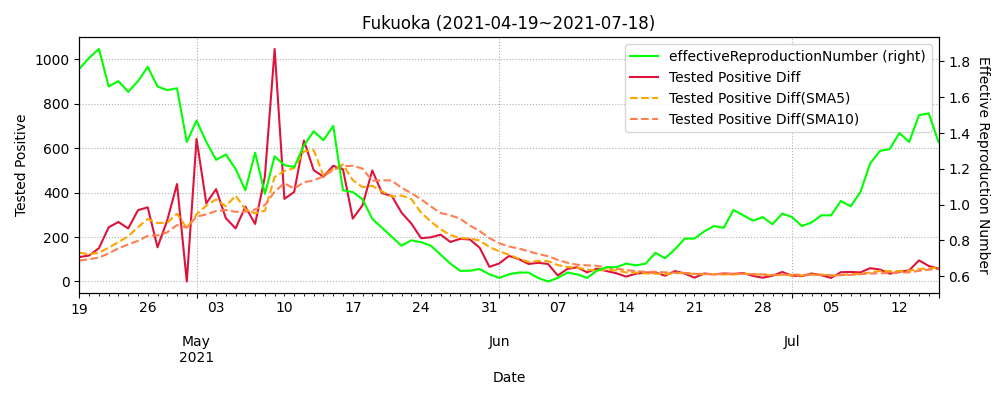 Fukuoka (2021-04-19~2021-07-18)
effectiveReproductionNumber (right)
Tested Positive Diff
Tested Positive Diff(SMA5)
Tested Positive Diff(SMA10)
Tested Positive
1000
800
600
400
200
0
1.8
1.6
1.4
1.2
1.0
0.8
0.6
Effective Reproduction Number
19 26 03 10 17 24 31 07 14 21 28 05 12
May Jun Jul
2021
Date